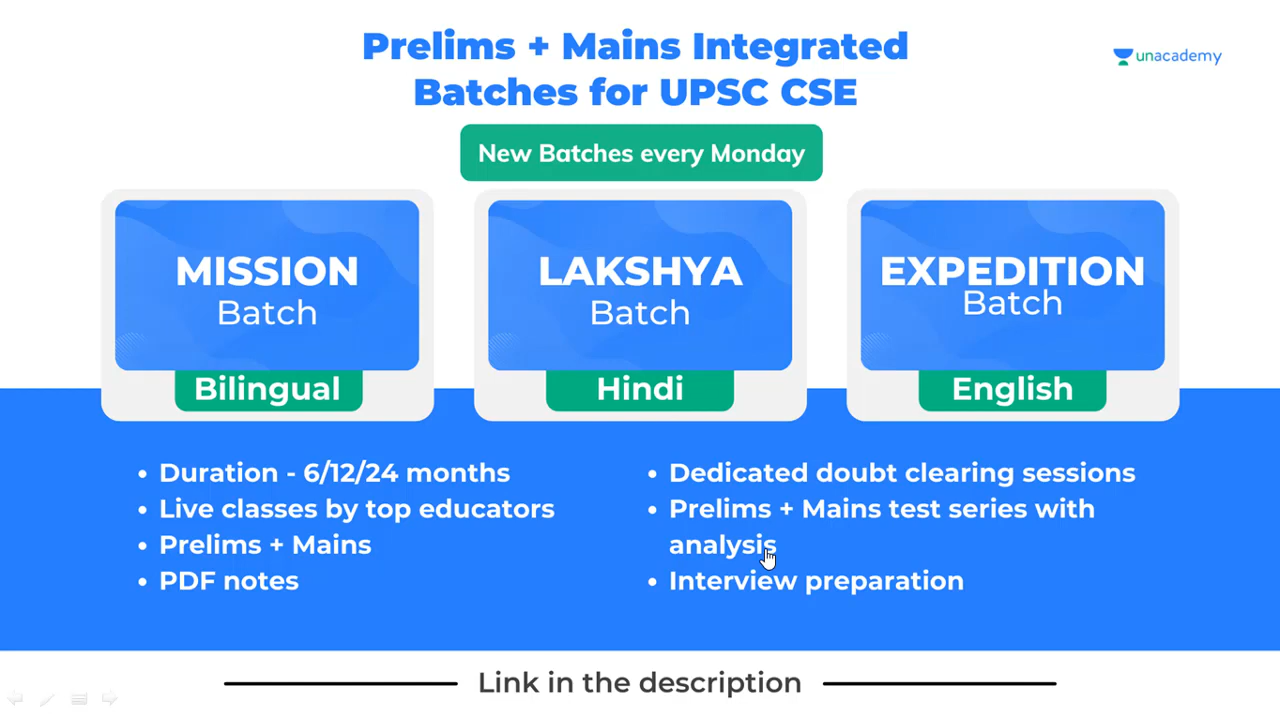 Prelims + Mains Integrated
Batches for UPSC CSE
unacademy
New Batches every Monday
MISSION
Batch
Bilingual
LAKSHYA
Batch
Hindi
EXPEDITION
Batch
English
• Duration - 6/12/24 months
• Live classes by top educators
• Prelims + Mains
• PDF notes
• Dedicated doubt clearing sessions
• Prelims + Mains test series with
analysis
• Interview preparation
Link in the description